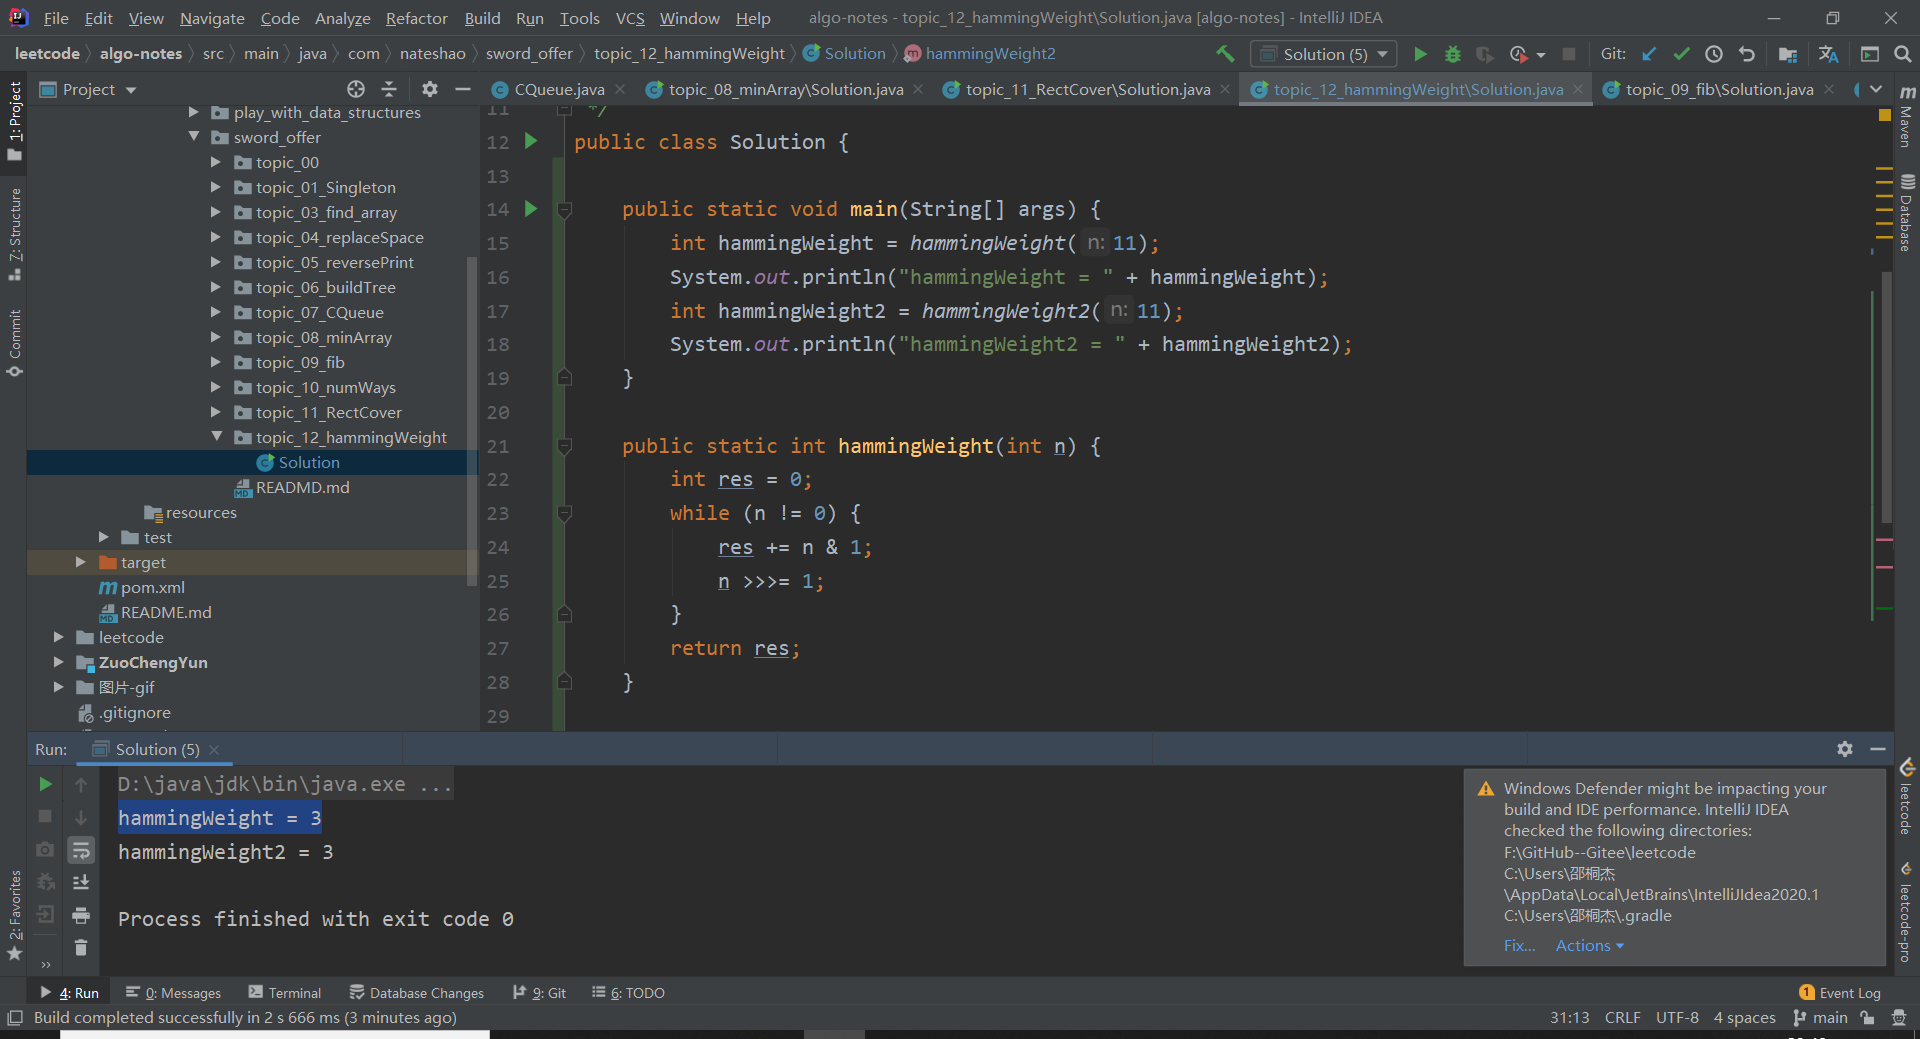 File Edit View Navigate Code Analyze Refactor Build Run Tools VCS Window Help algo-notes - topic_12_hammingWeight\Solution.java [algo-notes] - IntelliJ IDEA
leetcode algo-notes src main java com nateshao sword_offer topic_12_hammingWeight Solution hammingWeight2 Solution (5) Git:
Project CQueue.java topic_08_minArray\Solution.java topic_11_RectCover\Solution.java topic_12_hammingWeight\Solution.java topic_09_fib\Solution.java
1: Project
7: Structure
Commit
2: Favorites
play_with_data_structures
sword_offer
topic_00
topic_01_Singleton
topic_03_find_array
topic_04_replaceSpace
topic_05_reversePrint
topic_06_buildTree
topic_07_CQueue
topic_08_minArray
topic_09_fib
topic_10_numWays
topic_11_RectCover
topic_12_hammingWeight
Solution
READMD.md
resources
test
target
pom.xml
README.md
leetcode
ZuoChengYun
图片-gif
.gitignore
11 */
12 public class Solution {
13
14 public static void main(String[] args) {
15 int hammingWeight = hammingWeight( n: 11);
16 System.out.println("hammingWeight = " + hammingWeight);
17 int hammingWeight2 = hammingWeight2( n: 11);
18 System.out.println("hammingWeight2 = " + hammingWeight2);
19 }
20
21 public static int hammingWeight(int n) {
22 int res = 0;
23 while (n != 0) {
24 res += n & 1;
25 n >>>= 1;
26 }
27 return res;
28 }
29
Maven
Database
leetcode
leetcode-pro
Run: Solution (5)
D:\java\jdk\bin\java.exe ...
hammingWeight = 3
hammingWeight2 = 3
Process finished with exit code 0
Windows Defender might be impacting your
build and IDE performance. IntelliJ IDEA
checked the following directories:
F:\GitHub--Gitee\leetcode
C:\Users\邵桐杰
\AppData\Local\JetBrains\IntelliJIdea2020.1
C:\Users\邵桐杰\.gradle
Fix... Actions
4: Run 0: Messages Terminal Database Changes 9: Git 6: TODO 1 Event Log
Build completed successfully in 2 s 666 ms (3 minutes ago) 31:13 CRLF UTF-8 4 spaces main